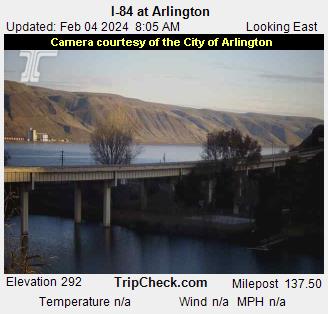 I-84 at Arlington
Updated: Feb 04 2024 8:05 AM Looking East
Camera courtesy of the City of Arlington
Elevation 292 TripCheck.com Milepost 137.50
Temperature n/a Wind n/a MPH n/a